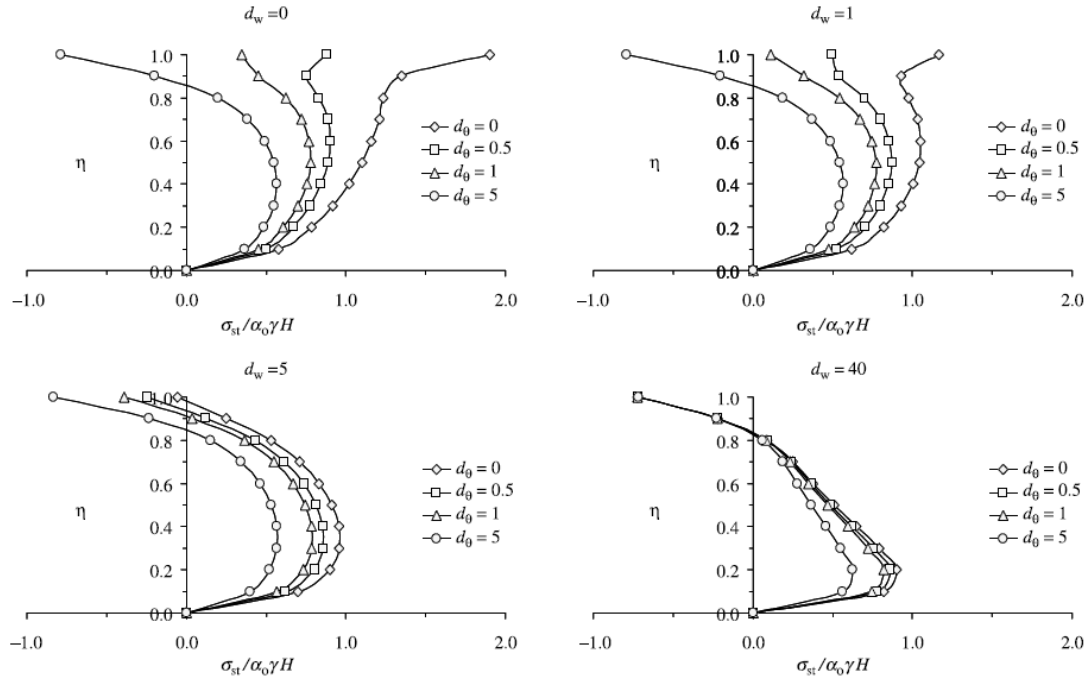 d_w = 0
1.0
0.8
0.6
0.4
0.2
0.0
η
d_θ = 0
d_θ = 0.5
d_θ = 1
d_θ = 5
−1.0
0.0
1.0
2.0
σ_st/α_o γH
d_w = 1
1.0
0.8
0.6
0.4
0.2
0.0
η
d_θ = 0
d_θ = 0.5
d_θ = 1
d_θ = 5
−1.0
0.0
1.0
2.0
σ_st/α_o γH
d_w = 5
1.0
0.8
0.6
0.4
0.2
0.0
η
d_θ = 0
d_θ = 0.5
d_θ = 1
d_θ = 5
−1.0
0.0
1.0
2.0
σ_st/α_o γH
d_w = 40
1.0
0.8
0.6
0.4
0.2
0.0
η
d_θ = 0
d_θ = 0.5
d_θ = 1
d_θ = 5
−1.0
0.0
1.0
2.0
σ_st/α_o γH